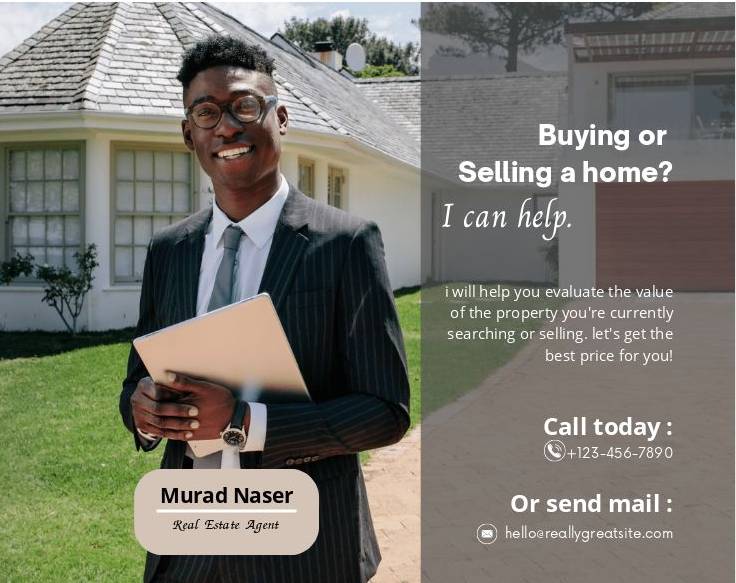 Buying or
Selling a home?
I can help.
i will help you evaluate the value
of the property you're currently
searching or selling. let's get the
best price for you!
Call today :
+123-456-7890
Or send mail :
hello@reallygreatsite.com
Murad Naser
Real Estate Agent